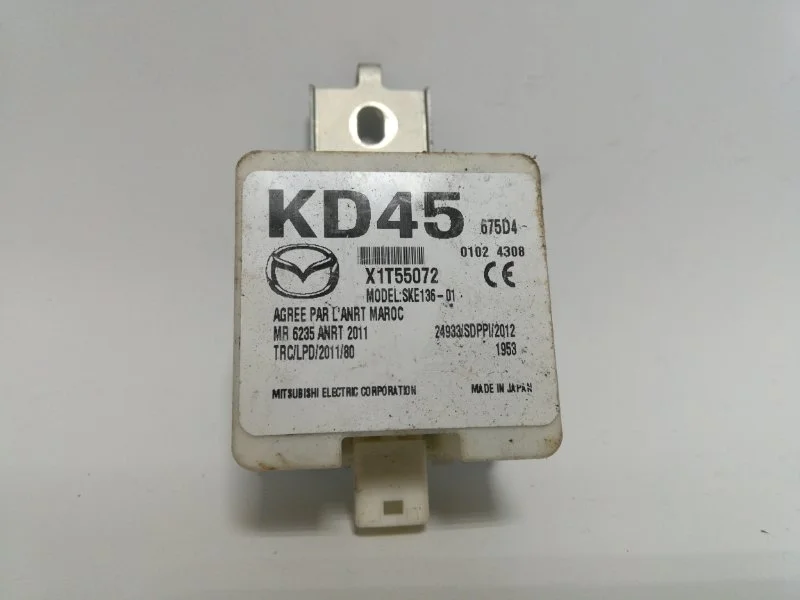 KD45 675D4
0102 4308
X1T55072
MODEL:SKE136-01
AGREE PAR L'ANRT MAROC
MR 6235 ANRT 2011 24933/SDPPI/2012
TRC/LPD/2011/80 1953
MITSUBISHI ELECTRIC CORPORATION MADE IN JAPAN